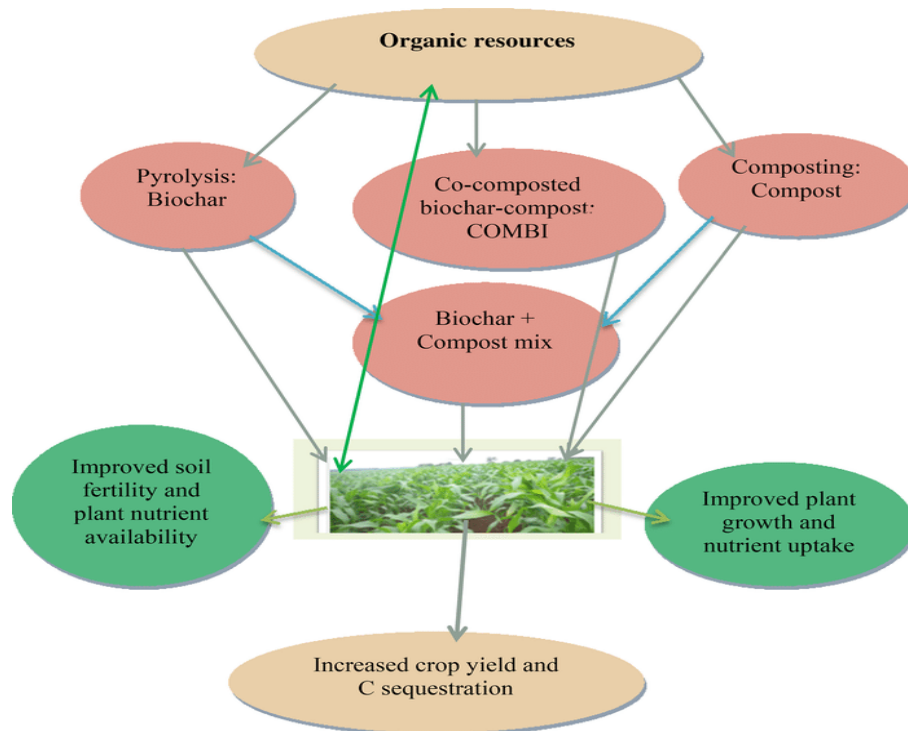 Organic resources
Pyrolysis:
Biochar
Co-composted
biochar-compost:
COMBI
Composting:
Compost
Biochar +
Compost mix
Improved soil
fertility and
plant nutrient
availability
Improved plant
growth and
nutrient uptake
Increased crop yield and
C sequestration